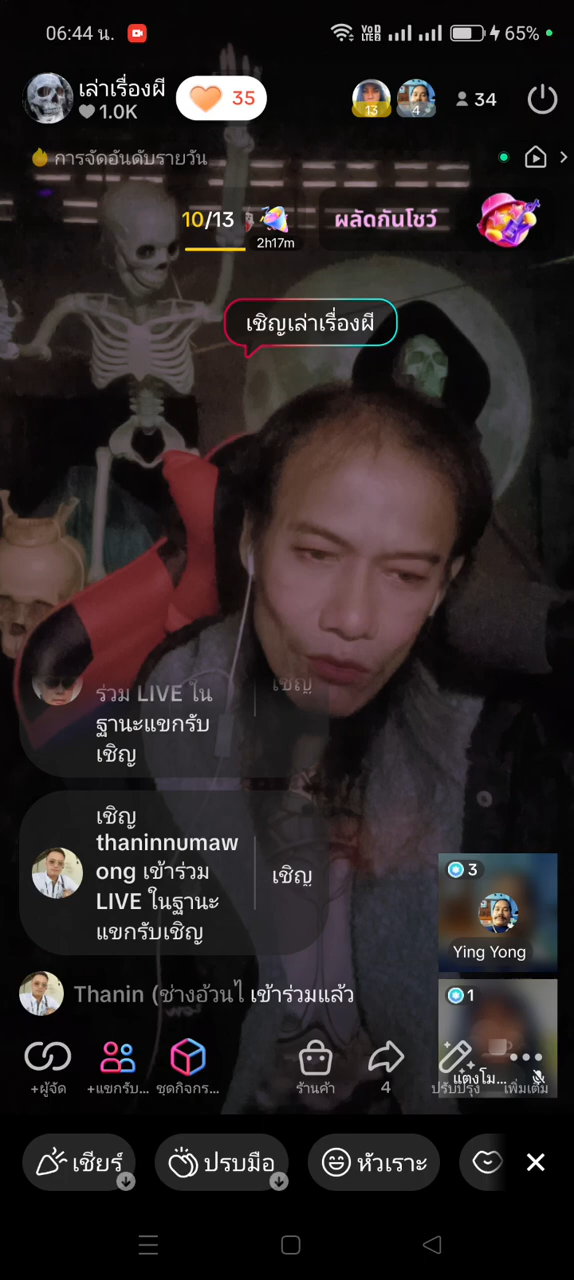 06:44 น.
VoD
LTE2
65%
เล่าเรื่องผี
1.0K
35
13
4
34
การจัดอันดับรายวัน
10/13
2h17m
ผลัดกันโชว์
เชิญเล่าเรื่องผี
ร่วม LIVE ใน
ฐานะแขกรับ
เชิญ
เชิญ
เชิญ
thaninnumaw
ong เข้าร่วม
LIVE ในฐานะ
แขกรับเชิญ
เชิญ
3
Ying Yong
1
แตงโม...
Thanin (ช่างอ้วนไ เข้าร่วมแล้ว
+ผู้จัด
+แขกรับ...
ชุดกิจกร...
ร้านค้า
4
ปรับปรุง
เพิ่มเติม
เชียร์
ปรบมือ
หัวเราะ